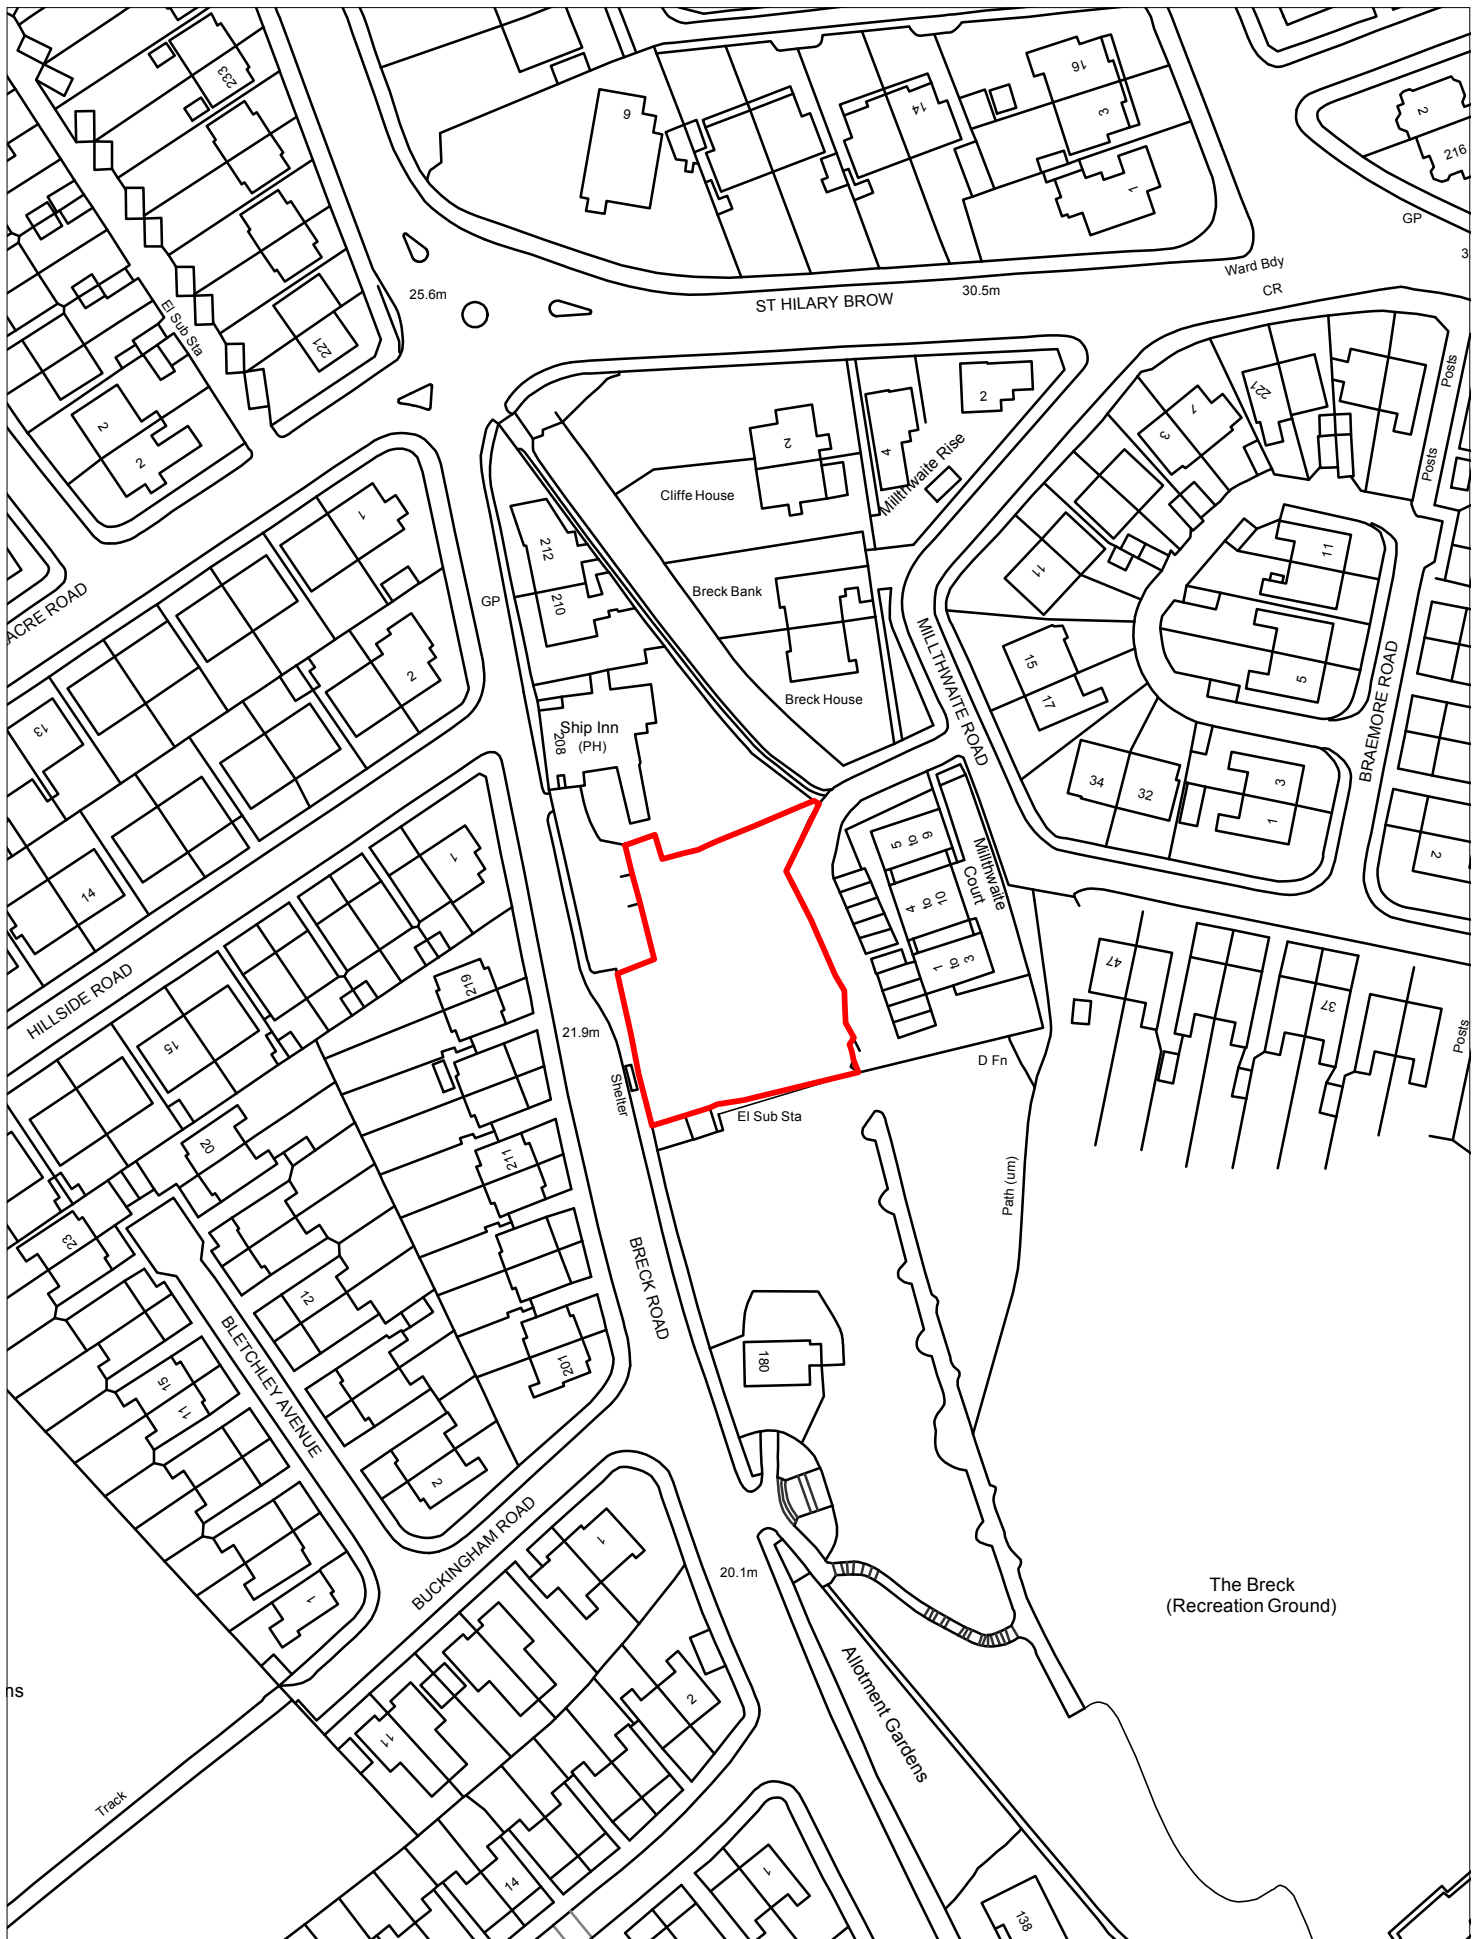 233
6
14
16
3
1
2
216
GP
3
Ward Bdy
CR
25.6m
ST HILARY BROW
30.5m
El Sub Sta
221
2
2
2
Cliffe House
4
2
Millthwaite Rise
3
7
221
Posts
Posts
11
11
1
212
210
GP
Breck Bank
ACRE ROAD
MILLTHWAITE ROAD
15
17
5
BRAEMORE ROAD
2
13
Ship Inn
(PH)
208
Breck House
34
32
3
1
2
14
1
5 to 9
4 to 10
1 to 3
Millthwaite
Court
HILLSIDE ROAD
219
15
21.9m
Shelter
47
37
Posts
D Fn
El Sub Sta
20
211
Path (um)
23
12
BRECK ROAD
BLETCHLEY AVENUE
201
180
15
11
2
1
BUCKINGHAM ROAD
1
20.1m
The Breck
(Recreation Ground)
ns
11
2
Allotment Gardens
Track
14
1
138